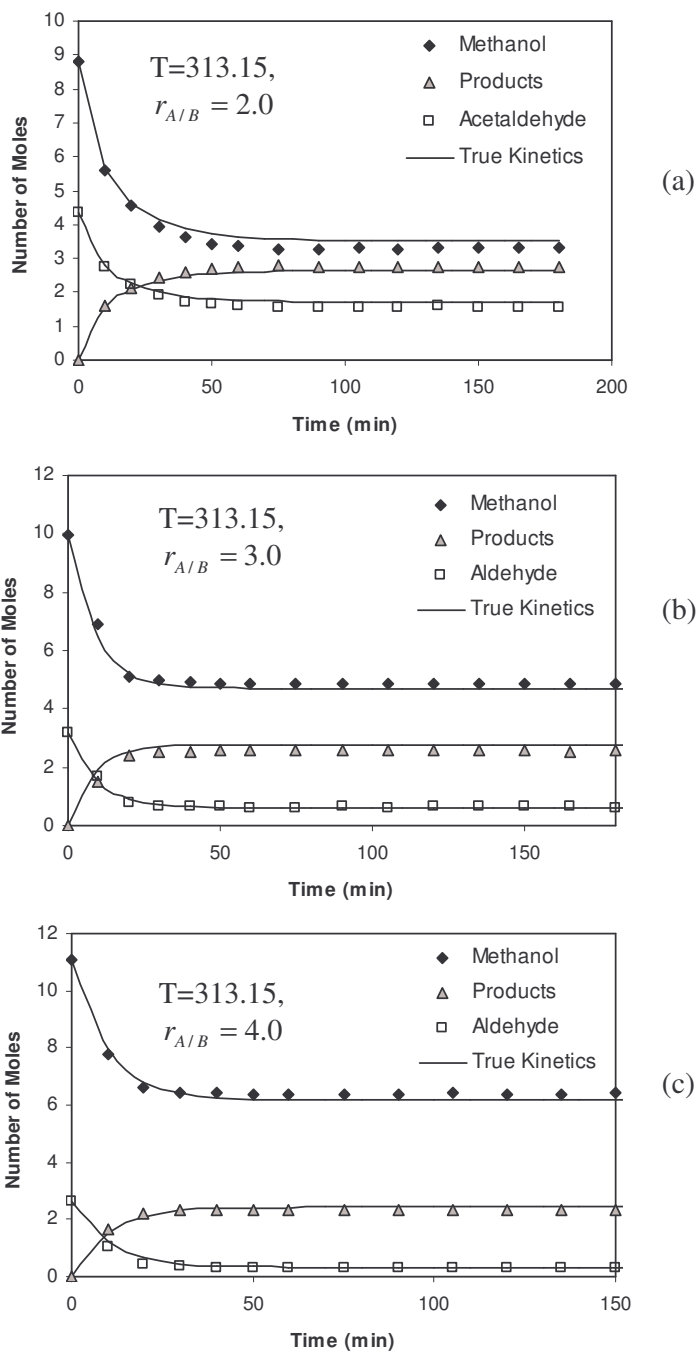 10
9
8
7
6
5
4
3
2
1
0
Number of Moles
T=313.15,
r_{A/B} = 2.0
Methanol
Products
Acetaldehyde
True Kinetics
0 50 100 150 200
Time (min)
(a)
12
10
8
6
4
2
0
Number of Moles
T=313.15,
r_{A/B} = 3.0
Methanol
Products
Aldehyde
True Kinetics
0 50 100 150
Time (min)
(b)
12
10
8
6
4
2
0
Number of Moles
T=313.15,
r_{A/B} = 4.0
Methanol
Products
Aldehyde
True Kinetics
0 50 100 150
Time (min)
(c)